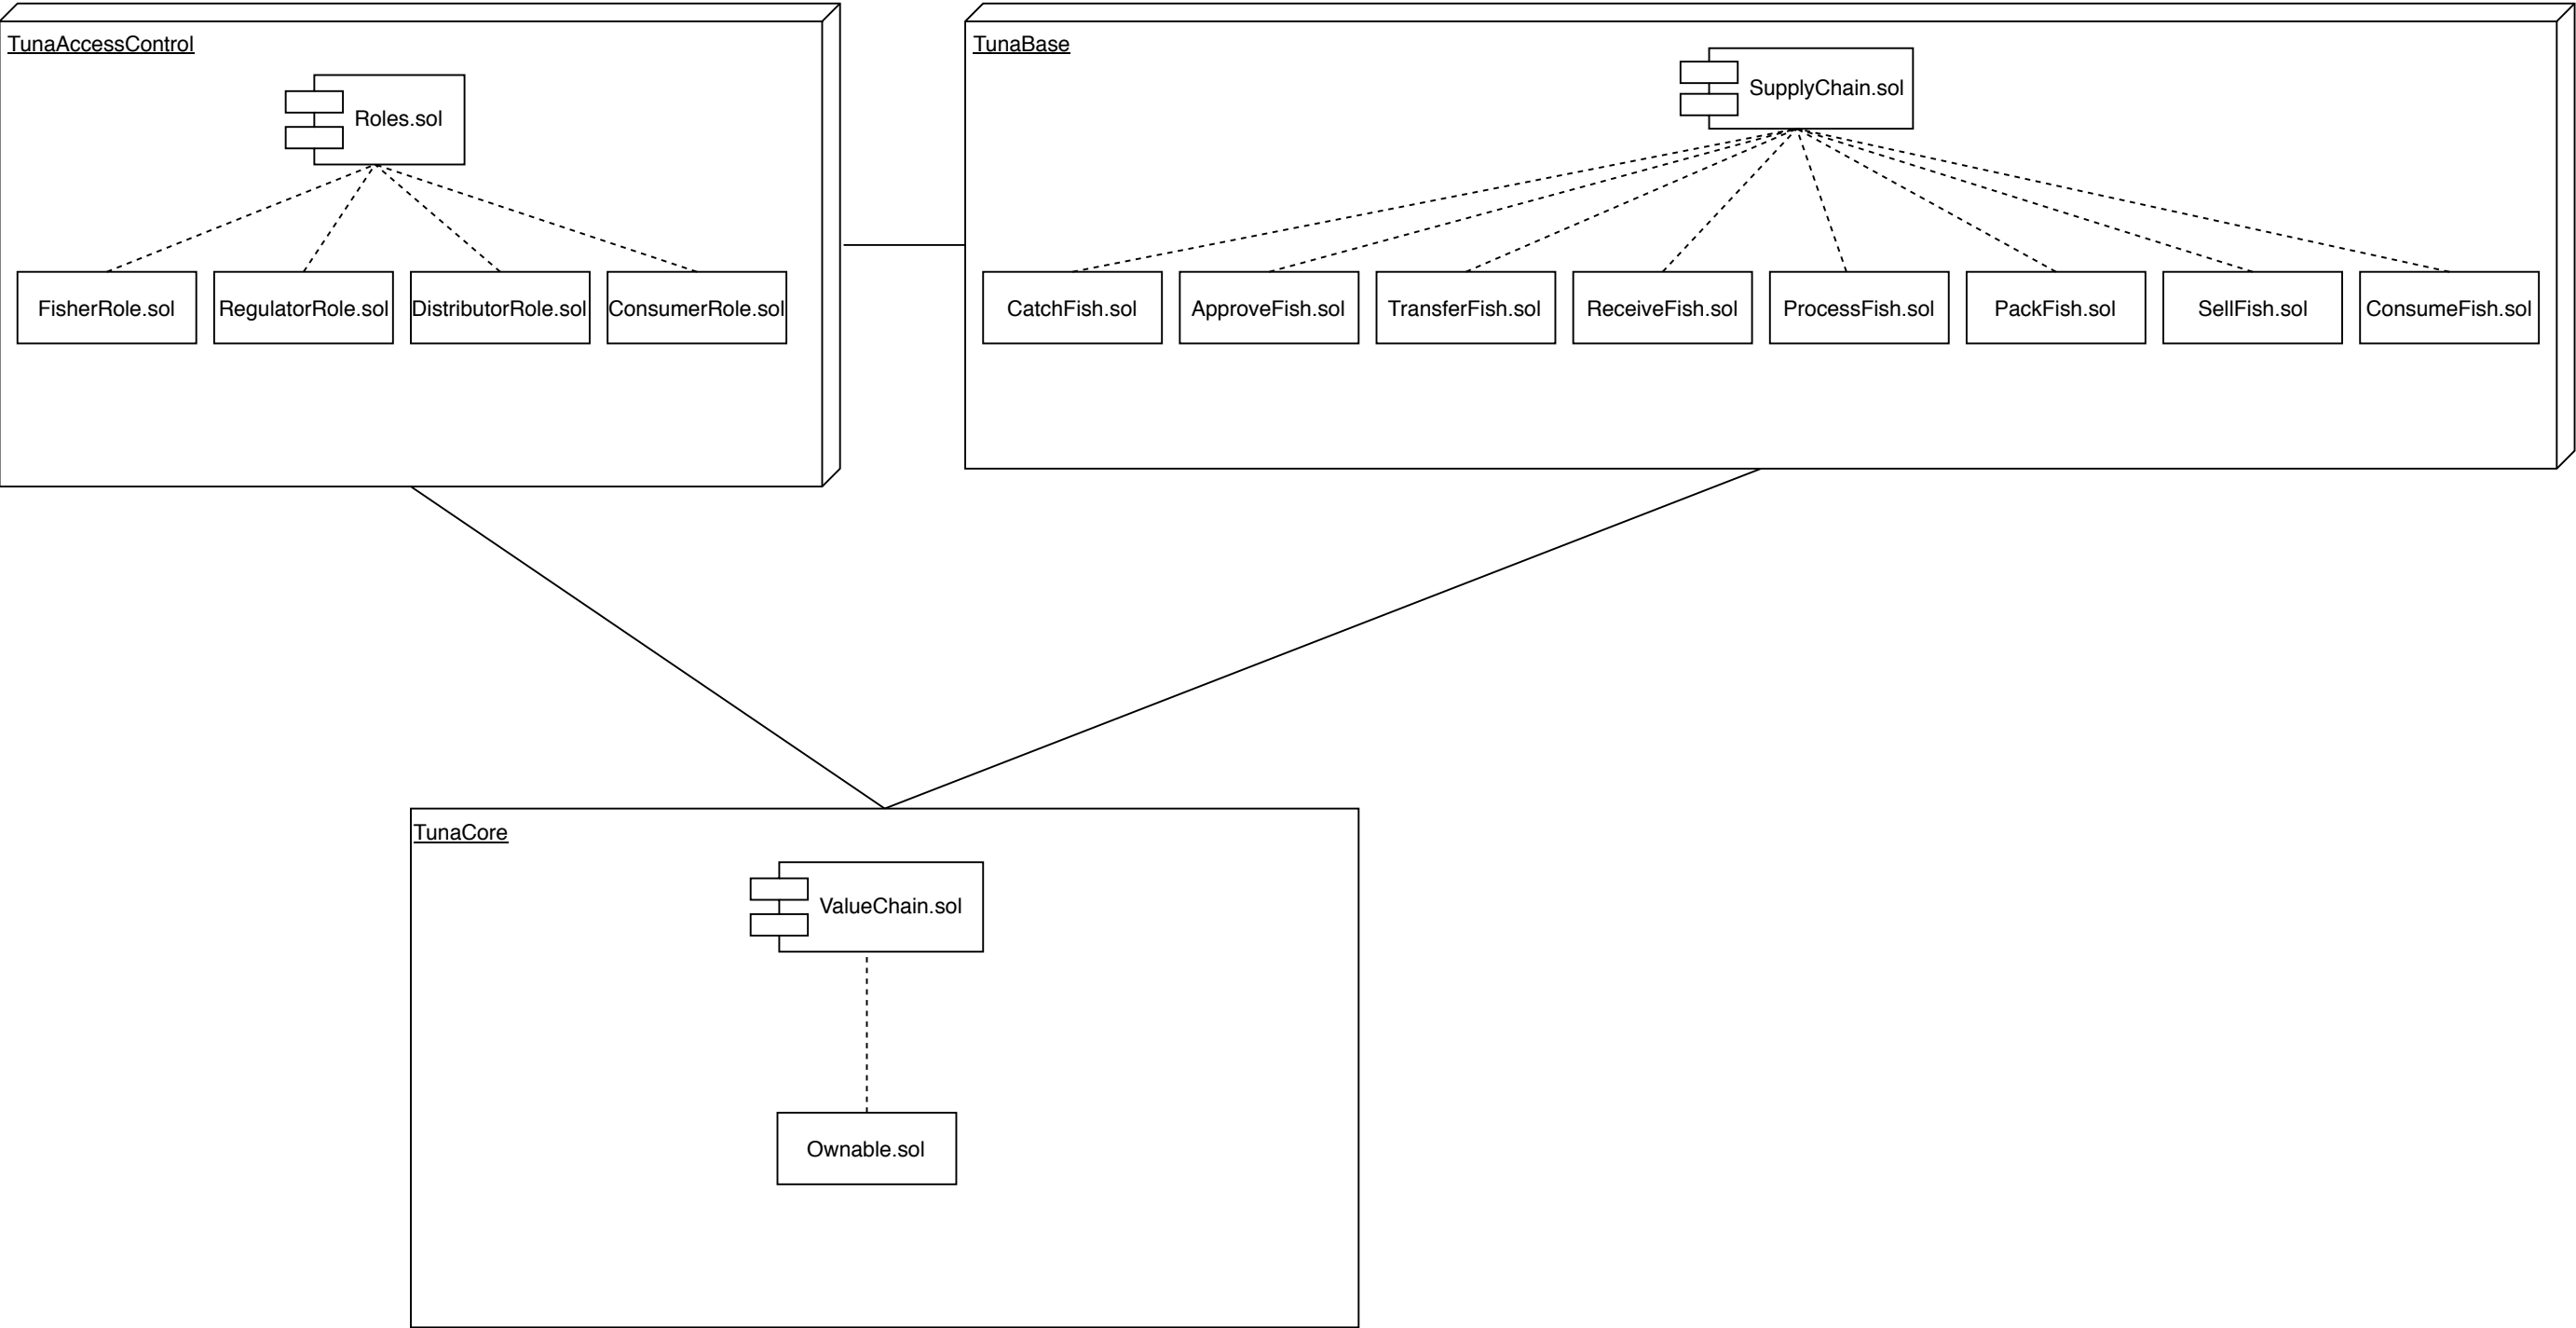 TunaAccessControl
Roles.sol
FisherRole.sol
RegulatorRole.sol
DistributorRole.sol
ConsumerRole.sol
TunaBase
SupplyChain.sol
CatchFish.sol
ApproveFish.sol
TransferFish.sol
ReceiveFish.sol
ProcessFish.sol
PackFish.sol
SellFish.sol
ConsumeFish.sol
TunaCore
ValueChain.sol
Ownable.sol